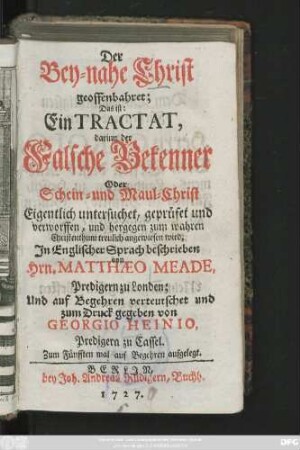 Der
Bey-nahe Christ
geoffenbahret;
Das ist:
Ein TRACTAT,
darinn der
Falsche Bekenner
Oder
Schein- und Maul-Christ
Eigentlich untersuchet, geprüfet und
verworffen, und hergegen zum wahren
Christenthum treulich angewiesen wird;
In Englischer Sprach beschrieben
von
Hrn. MATTHÆO MEADE,
Predigern zu Londen;
Und auf Begehren verteutschet und
zum Druck gegeben von
GEORGIO HEINIO,
Predigern zu Cassel.
Zum Fünfften mal auf Begehren aufgelegt.
BERLIN,
bey Joh. Andreas Rüdigern, Buchh.
1727.